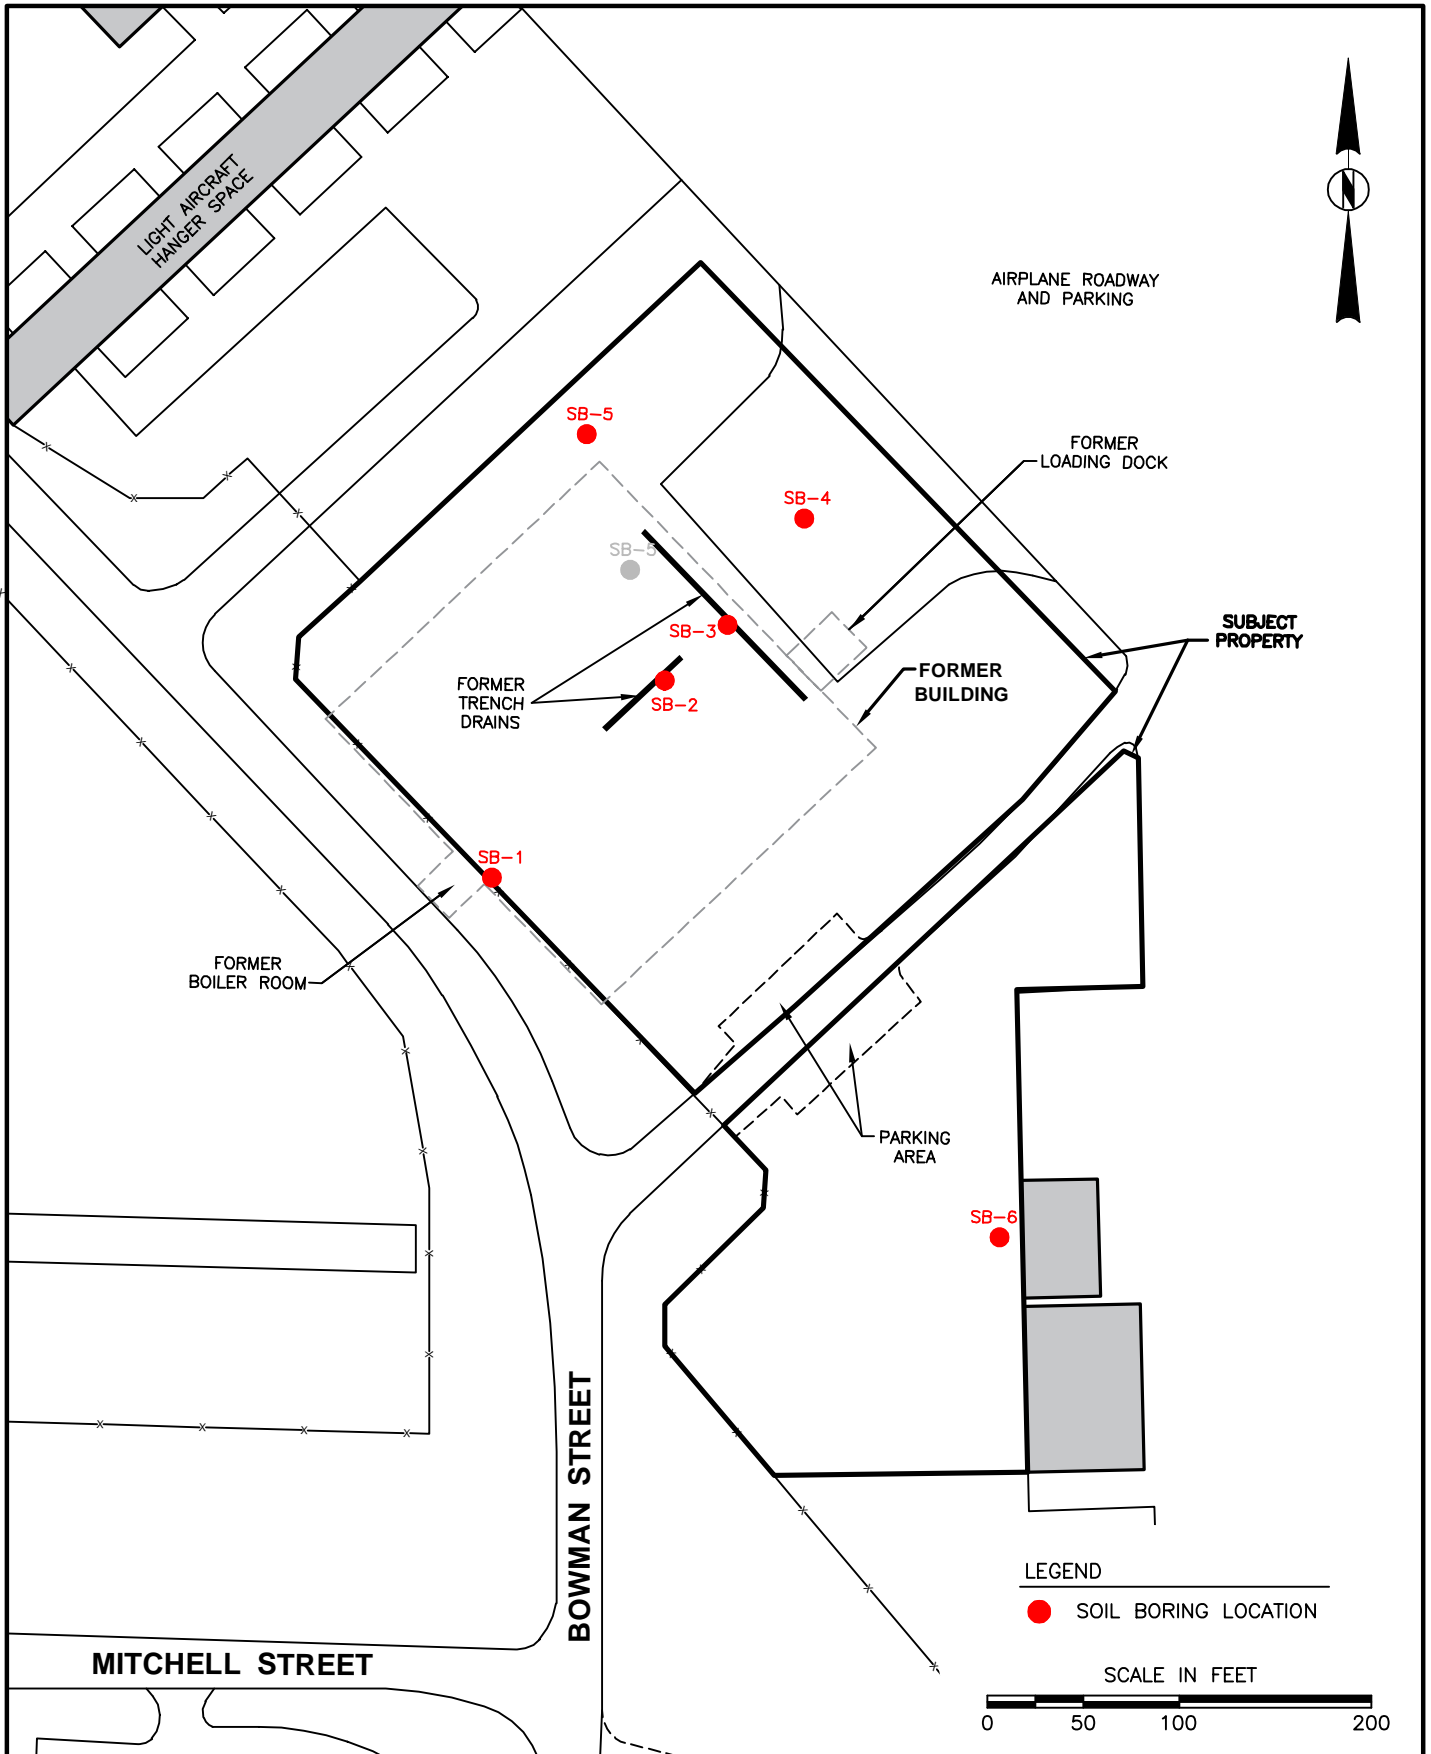 LIGHT AIRCRAFT
HANGER SPACE
N
AIRPLANE ROADWAY
AND PARKING
SB-5
FORMER
LOADING DOCK
SB-4
SB-5
SUBJECT
PROPERTY
SB-3
FORMER
BUILDING
FORMER
TRENCH
DRAINS
SB-2
SB-1
FORMER
BOILER ROOM
PARKING
AREA
SB-6
BOWMAN STREET
LEGEND
SOIL BORING LOCATION
MITCHELL STREET
SCALE IN FEET
0 50 100 200